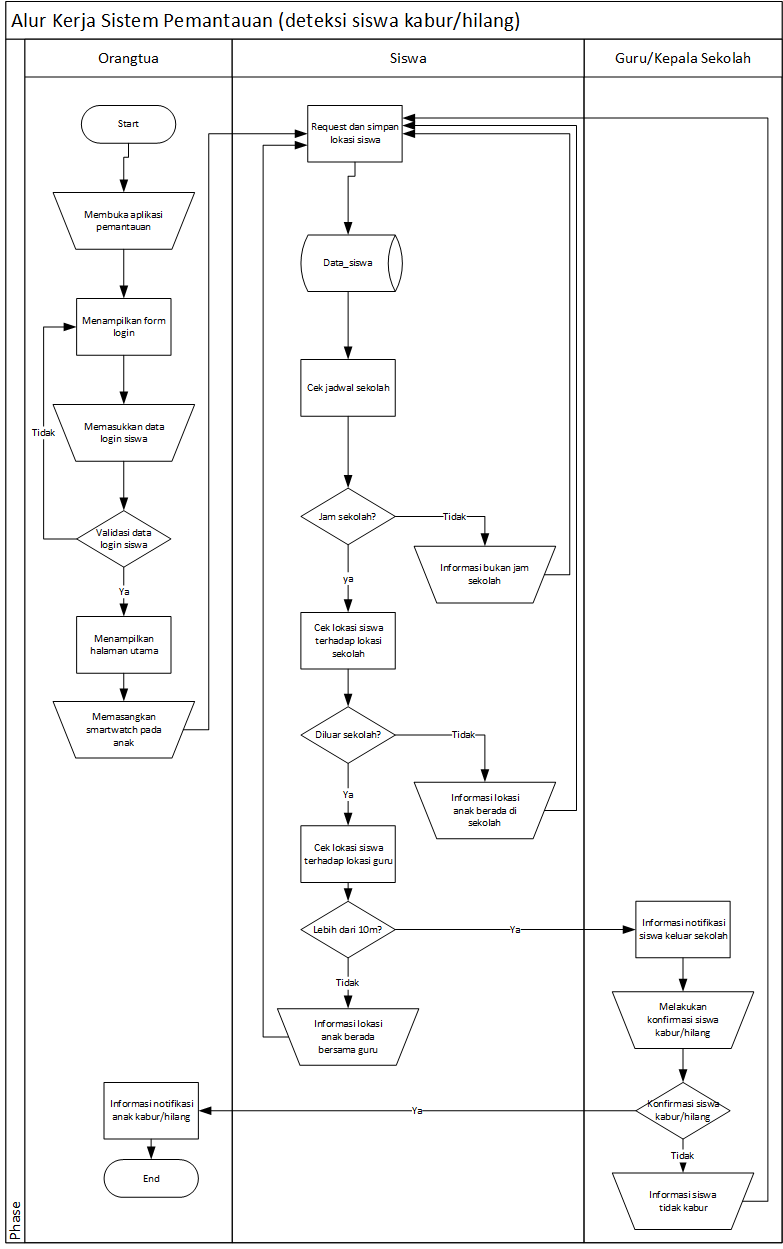 Alur Kerja Sistem Pemantauan (deteksi siswa kabur/hilang)
Orangtua
Siswa
Guru/Kepala Sekolah
Start
Membuka aplikasi
pemantauan
Menampilkan form
login
Memasukkan data
login siswa
Tidak
Validasi data
login siswa
Ya
Menampilkan
halaman utama
Memasangkan
smartwatch pada
anak
Request dan simpan
lokasi siswa
Data_siswa
Cek jadwal sekolah
Jam sekolah?
Tidak
Informasi bukan jam
sekolah
ya
Cek lokasi siswa
terhadap lokasi
sekolah
Diluar sekolah?
Tidak
Informasi lokasi
anak berada di
sekolah
Ya
Cek lokasi siswa
terhadap lokasi guru
Lebih dari 10m?
Ya
Tidak
Informasi lokasi
anak berada
bersama guru
Informasi notifikasi
siswa keluar sekolah
Melakukan
konfirmasi siswa
kabur/hilang
Konfirmasi siswa
kabur/hilang
Ya
Tidak
Informasi siswa
tidak kabur
Informasi notifikasi
anak kabur/hilang
End
Phase